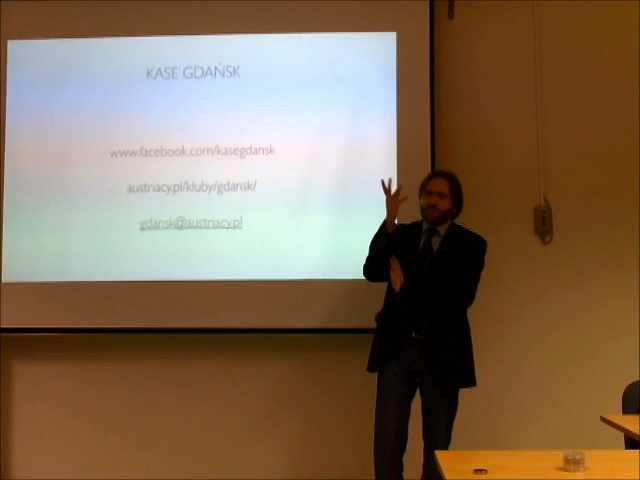 KASE GDAŃSK
www.facebook.com/kasegdansk
austriacy.pl/kluby/gdansk/
gdansk@austriacy.pl